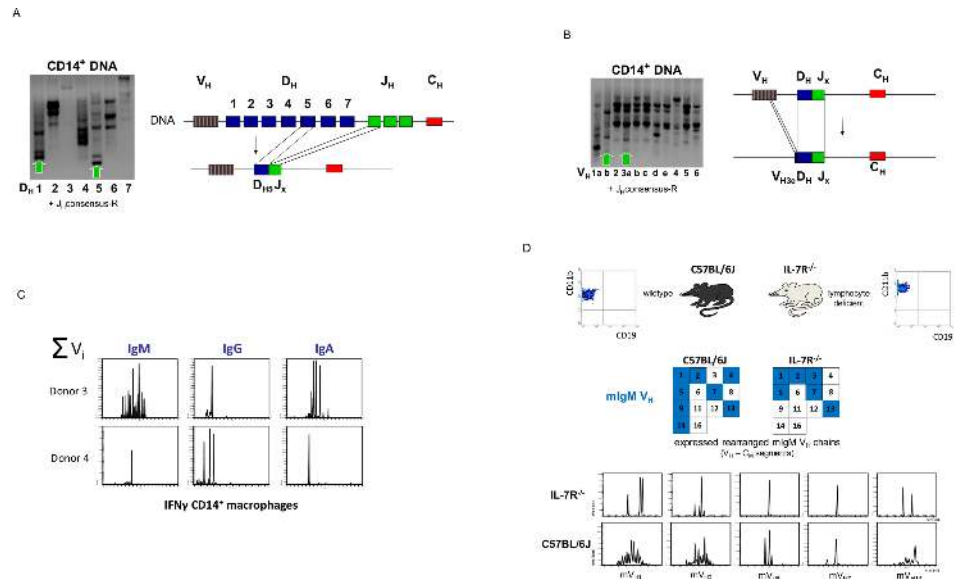 A
CD14⁺ DNA
V_H D_H J_H C_H
1 2 3 4 5 6 7
DNA
D_H5 J_x
D_H 1 2 3 4 5 6 7
+ J_H consensus-R
B
CD14⁺ DNA
V_H D_H J_x C_H
V_H3a D_H J_x C_H
V_H 1a b 2 3a b c d e 4 5 6
+ J_H consensus-R
C
∑ V_i
IgM IgG IgA
Donor 3
Donor 4
IFNγ CD14⁺ macrophages
D
C57BL/6J IL-7R⁻/⁻
CD11b
wildtype
lymphocyte
deficient
CD11b
CD19
CD19
C57BL/6J IL-7R⁻/⁻
mIgM V_H
1 2 3 4
5 6 7 8
9 11 12 13
14 16
1 2 3 4
5 6 7 8
9 11 12 13
14 16
expressed rearranged mIgM V_H chains
(V_H – C_H segments)
IL-7R⁻/⁻
C57BL/6J